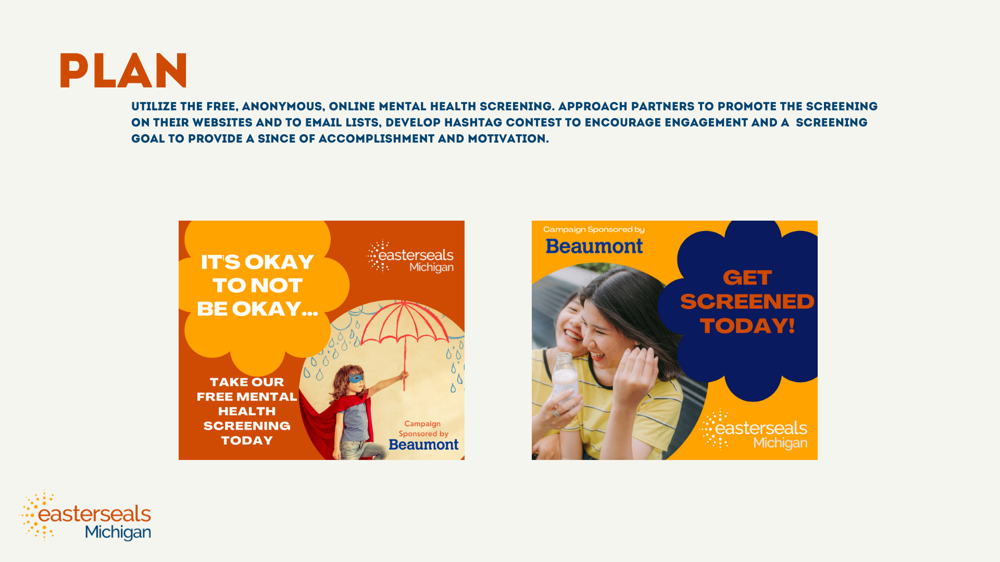 PLAN
UTILIZE THE FREE, ANONYMOUS, ONLINE MENTAL HEALTH SCREENING. APPROACH PARTNERS TO PROMOTE THE SCREENING
ON THEIR WEBSITES AND TO EMAIL LISTS, DEVELOP HASHTAG CONTEST TO ENCOURAGE ENGAGEMENT AND A  SCREENING
GOAL TO PROVIDE A SINCE OF ACCOMPLISHMENT AND MOTIVATION.
IT'S OKAY
TO NOT
BE OKAY...
easterseals
Michigan
TAKE OUR
FREE MENTAL
HEALTH
SCREENING
TODAY
Campaign
Sponsored by
Beaumont
Campaign Sponsored by
Beaumont
GET
SCREENED
TODAY!
easterseals
Michigan
easterseals
Michigan